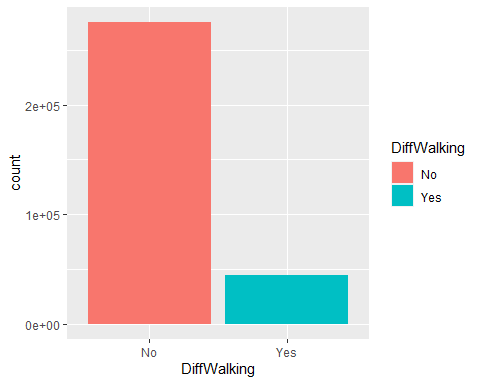 count
2e+05
1e+05
0e+00
No
Yes
DiffWalking
DiffWalking
No
Yes